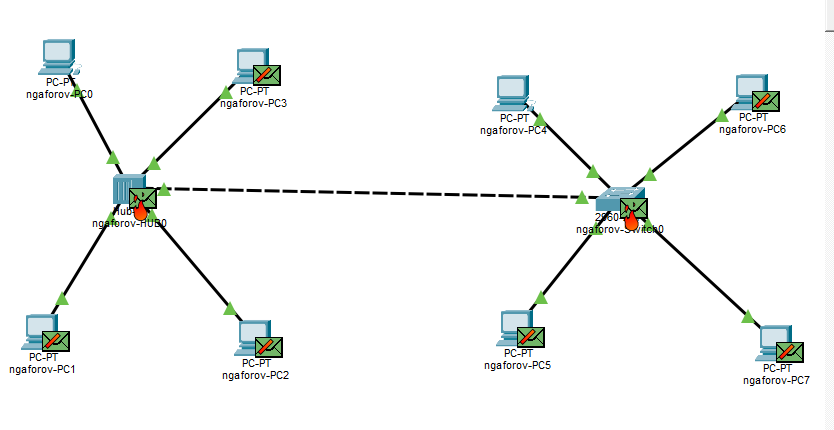 PC-PT
ngaforov-PC0
PC-PT
ngaforov-PC3
PC-PT
ngaforov-PC4
PC-PT
ngaforov-PC6
ngaforov-HUB0
ngaforov-Switch0
PC-PT
ngaforov-PC1
PC-PT
ngaforov-PC2
PC-PT
ngaforov-PC5
PC-PT
ngaforov-PC7